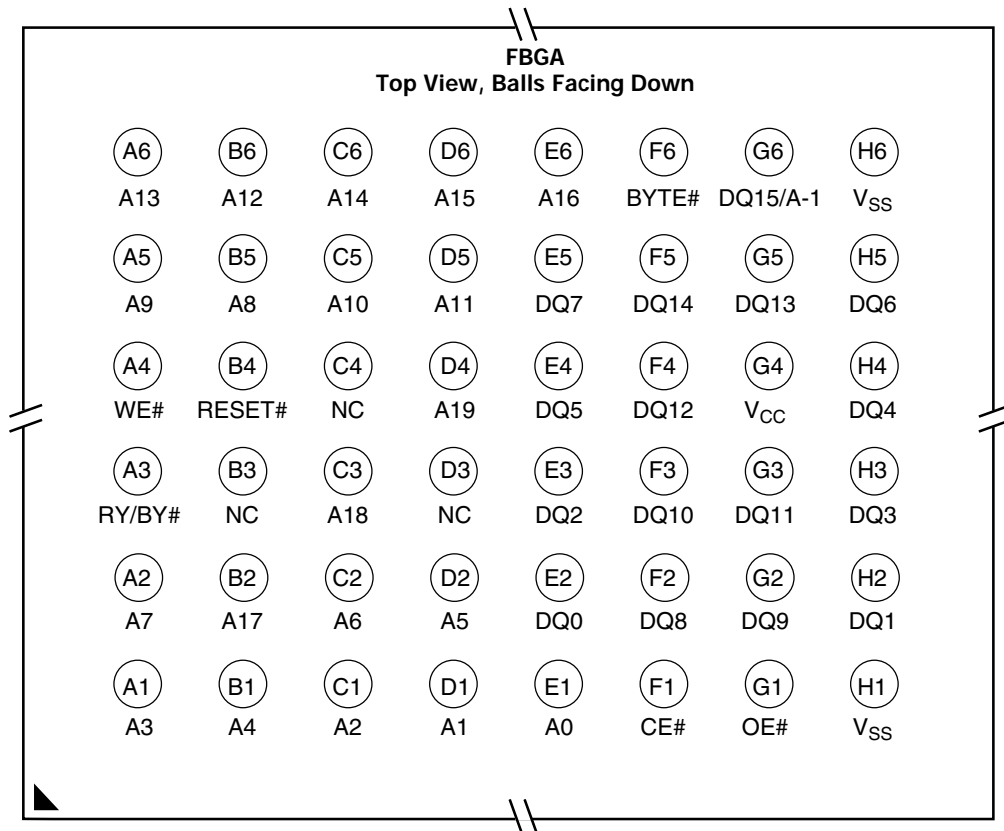 FBGA
Top View, Balls Facing Down
A6 B6 C6 D6 E6 F6 G6 H6
A13 A12 A14 A15 A16 BYTE# DQ15/A-1 VSS
A5 B5 C5 D5 E5 F5 G5 H5
A9 A8 A10 A11 DQ7 DQ14 DQ13 DQ6
A4 B4 C4 D4 E4 F4 G4 H4
WE# RESET# NC A19 DQ5 DQ12 VCC DQ4
A3 B3 C3 D3 E3 F3 G3 H3
RY/BY# NC A18 NC DQ2 DQ10 DQ11 DQ3
A2 B2 C2 D2 E2 F2 G2 H2
A7 A17 A6 A5 DQ0 DQ8 DQ9 DQ1
A1 B1 C1 D1 E1 F1 G1 H1
A3 A4 A2 A1 A0 CE# OE# VSS